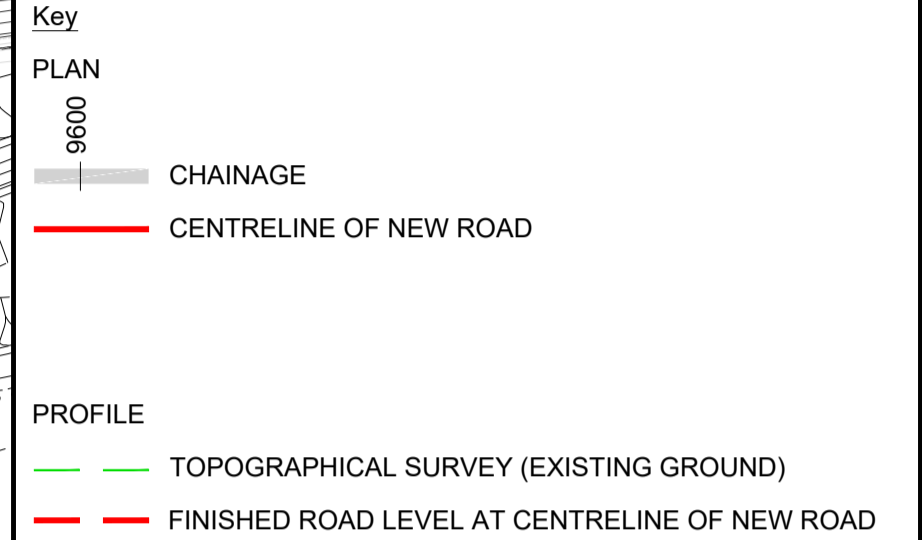 Key
PLAN
9600
CHAINAGE
CENTRELINE OF NEW ROAD
PROFILE
TOPOGRAPHICAL SURVEY (EXISTING GROUND)
FINISHED ROAD LEVEL AT CENTRELINE OF NEW ROAD